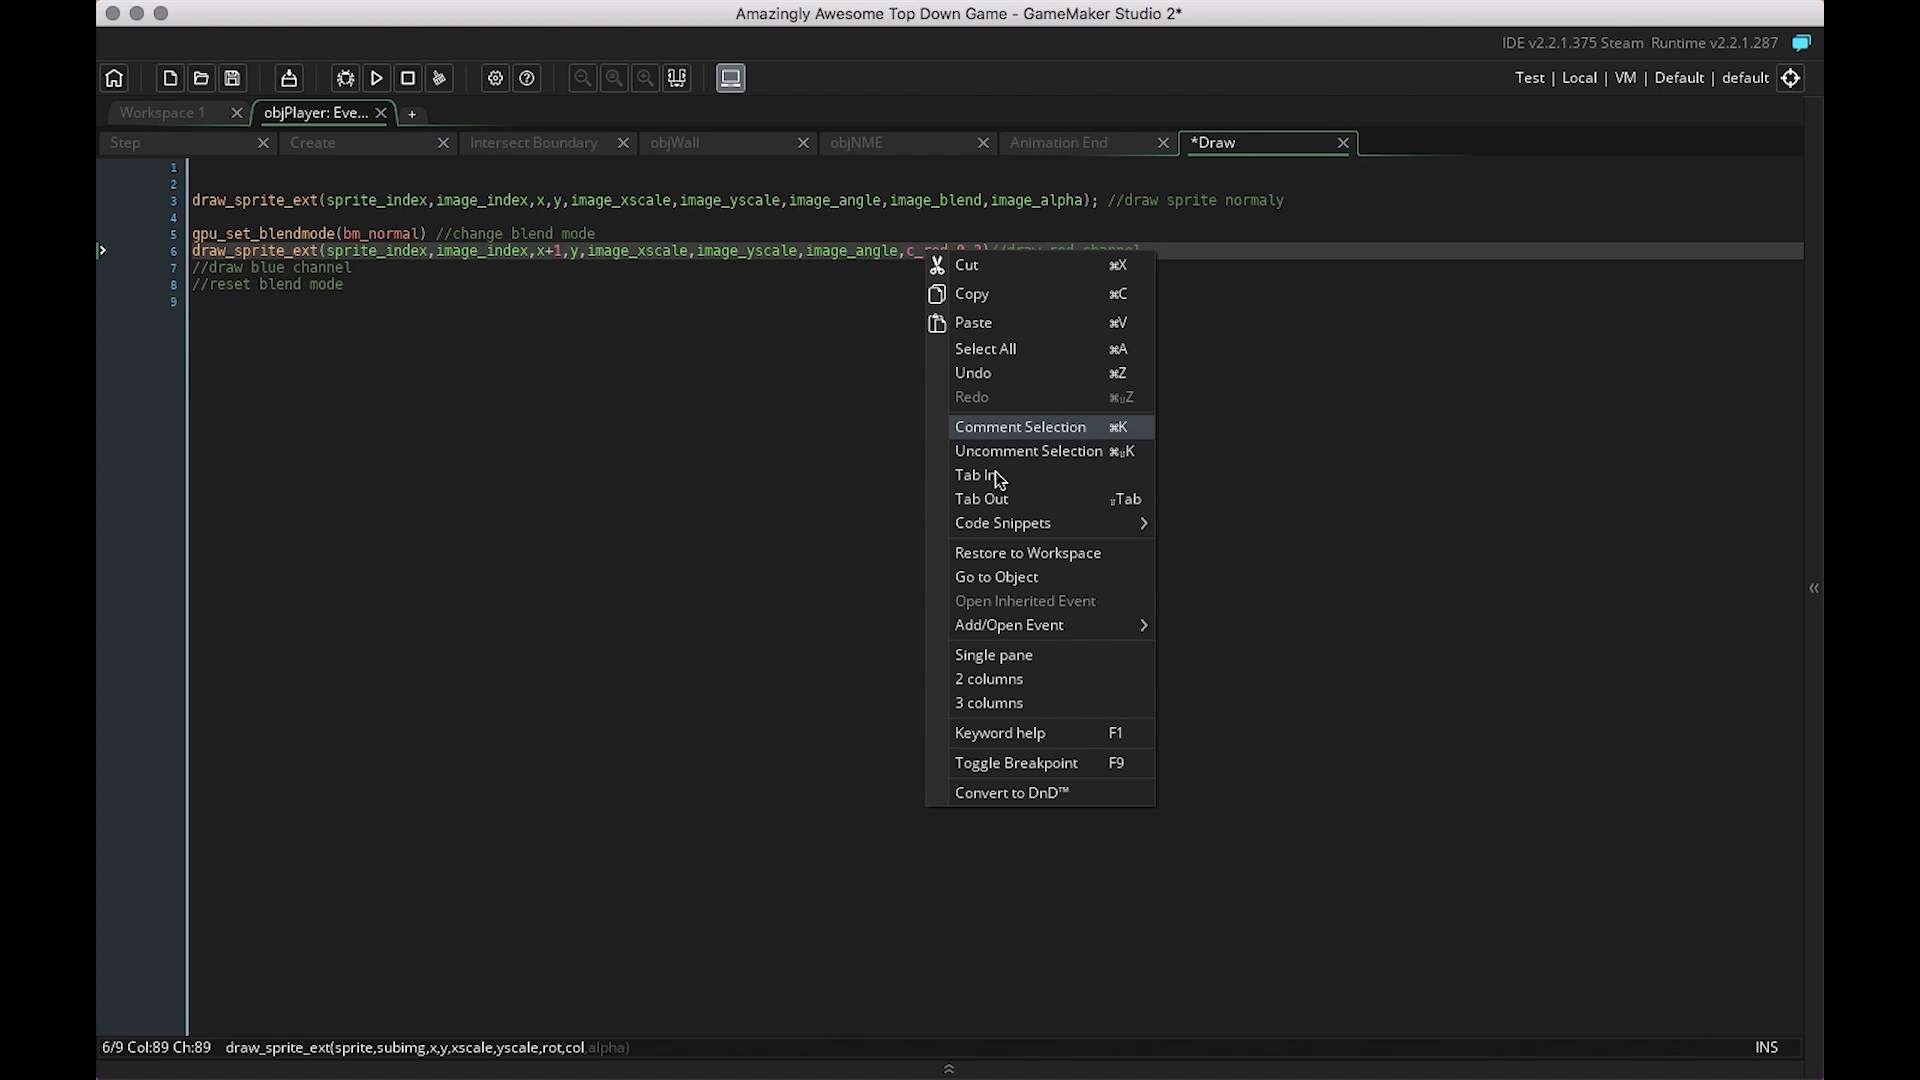 Amazingly Awesome Top Down Game - GameMaker Studio 2*
IDE v2.2.1.375 Steam Runtime v2.2.1.287
Test | Local | VM | Default | default
Workspace 1
objPlayer: Eve...
+
Step
Create
Intersect Boundary
objWall
objNME
Animation End
*Draw
1
2
3 draw_sprite_ext(sprite_index,image_index,x,y,image_xscale,image_yscale,image_angle,image_blend,image_alpha); //draw sprite normaly
4
5 gpu_set_blendmode(bm_normal) //change blend mode
6 draw_sprite_ext(sprite_index,image_index,x+1,y,image_xscale,image_yscale,image_angle,c_red,0.2)//draw red channel
7 //draw blue channel
8 //reset blend mode
9
Cut ⌘X
Copy ⌘C
Paste ⌘V
Select All ⌘A
Undo ⌘Z
Redo ⌘⇧Z
Comment Selection ⌘K
Uncomment Selection ⌘⇧K
Tab In
Tab Out ⇧Tab
Code Snippets
Restore to Workspace
Go to Object
Open Inherited Event
Add/Open Event
Single pane
2 columns
3 columns
Keyword help F1
Toggle Breakpoint F9
Convert to DnD™
6/9 Col:89 Ch:89 draw_sprite_ext(sprite,subimg,x,y,xscale,yscale,rot,col,alpha)
INS